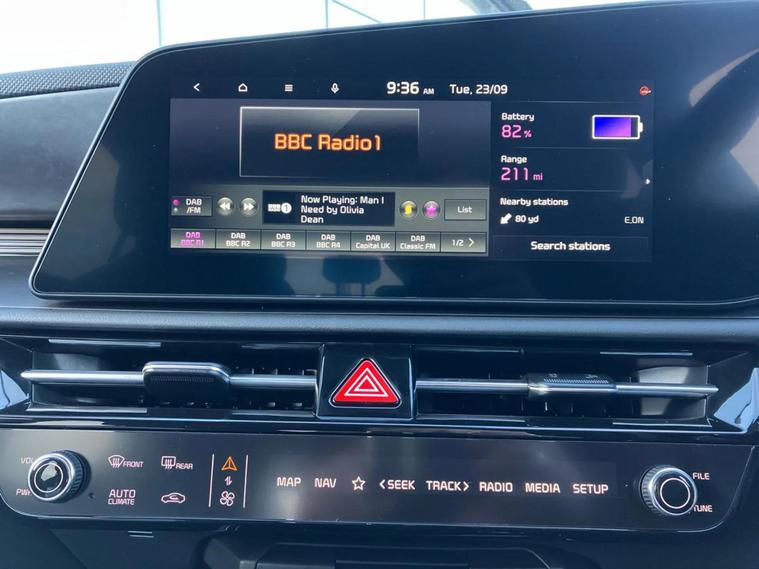 9:36 AM Tue, 23/09
BBC Radio1
DAB
/FM
1
Now Playing: Man I
Need by Olivia
Dean
List
DAB
BBC R1
DAB
BBC R2
DAB
BBC R3
DAB
BBC R4
DAB
Capital UK
DAB
Classic FM
1/2
Battery
82%
Range
211 mi
Nearby stations
80 yd E.ON
Search stations
VOL
PWR
FRONT
REAR
AUTO
CLIMATE
MAP NAV SEEK TRACK RADIO MEDIA SETUP
FILE
TUNE